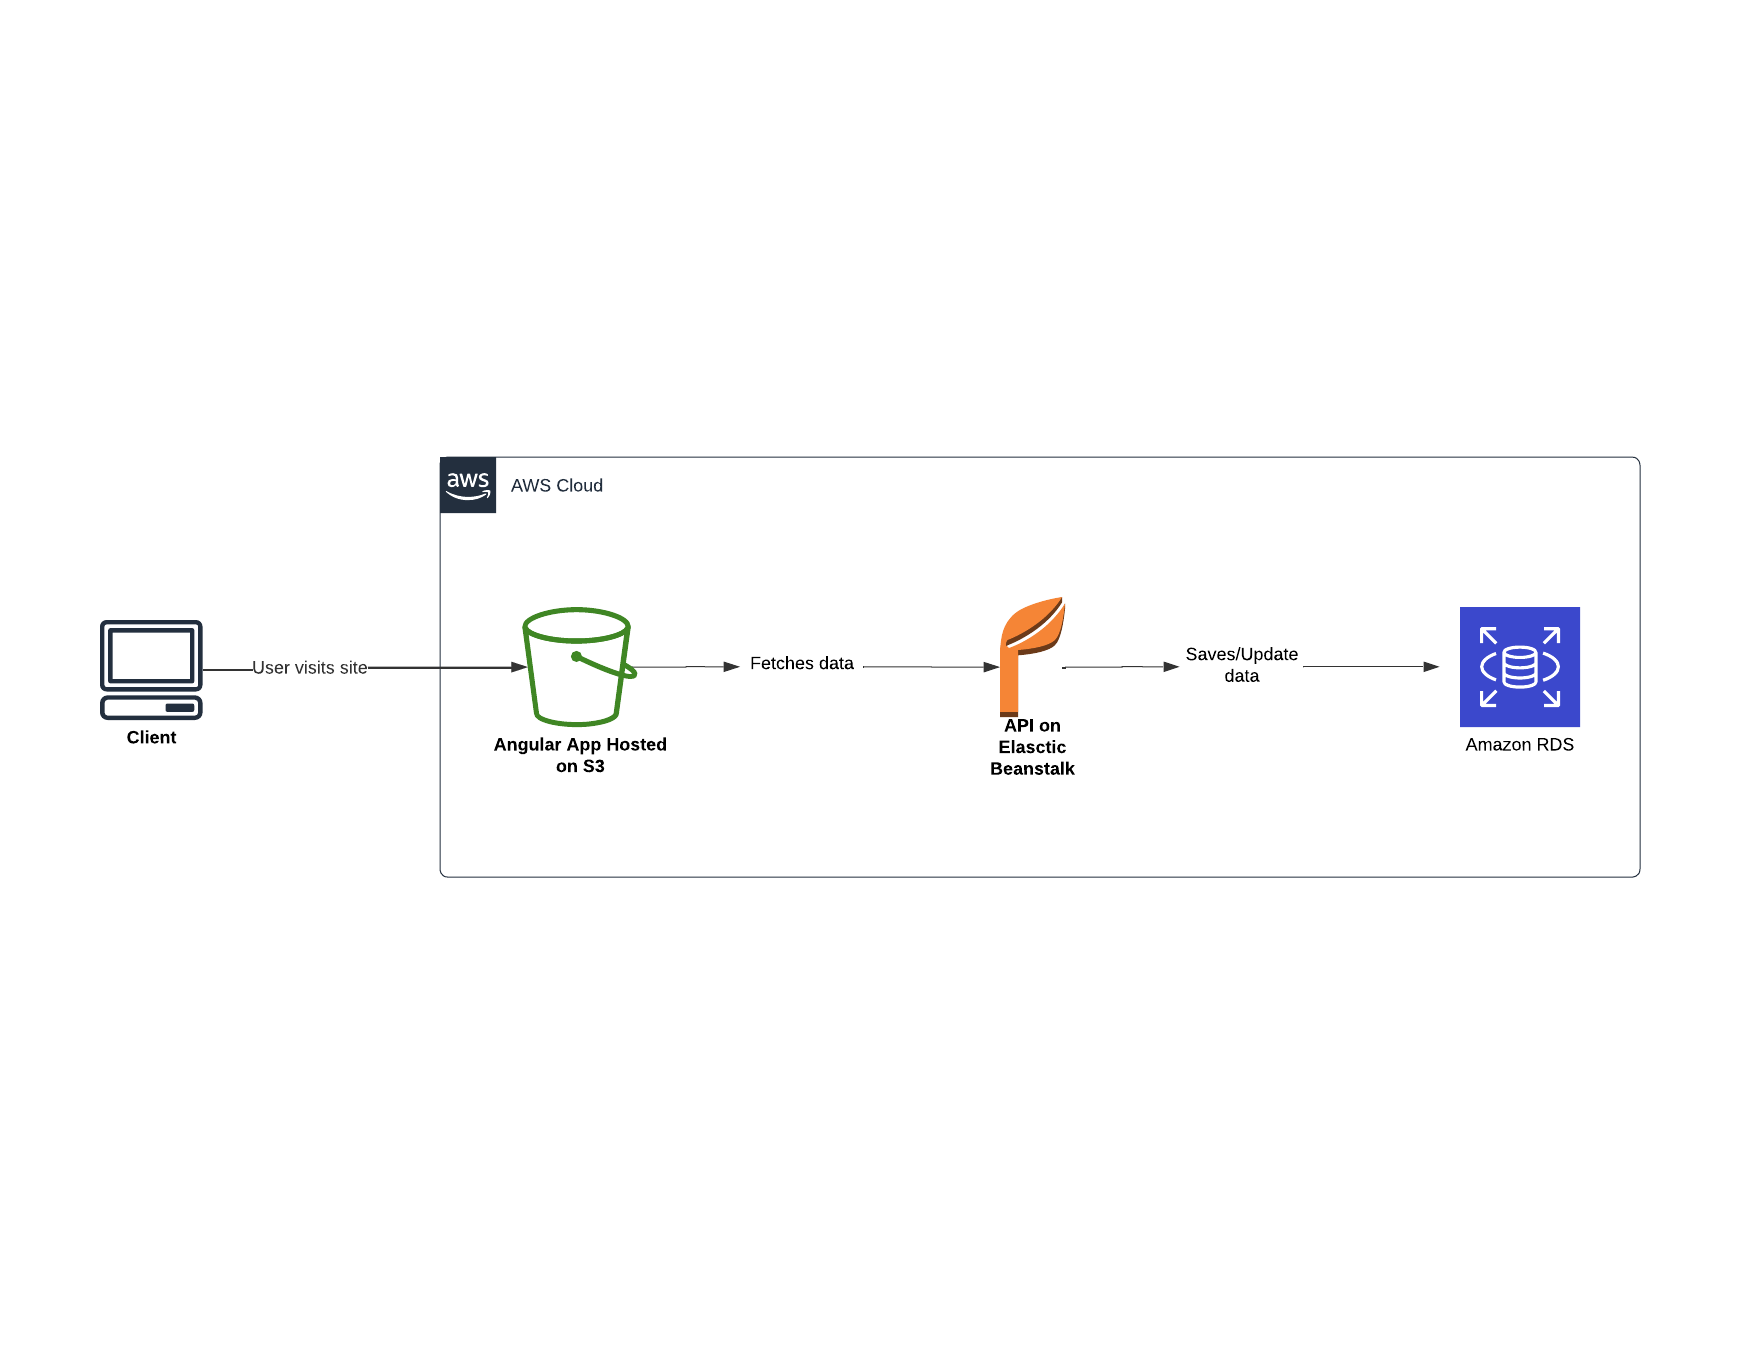 aws
AWS Cloud
User visits site
Fetches data
Saves/Update
data
Client
Angular App Hosted
on S3
API on
Elasctic
Beanstalk
Amazon RDS